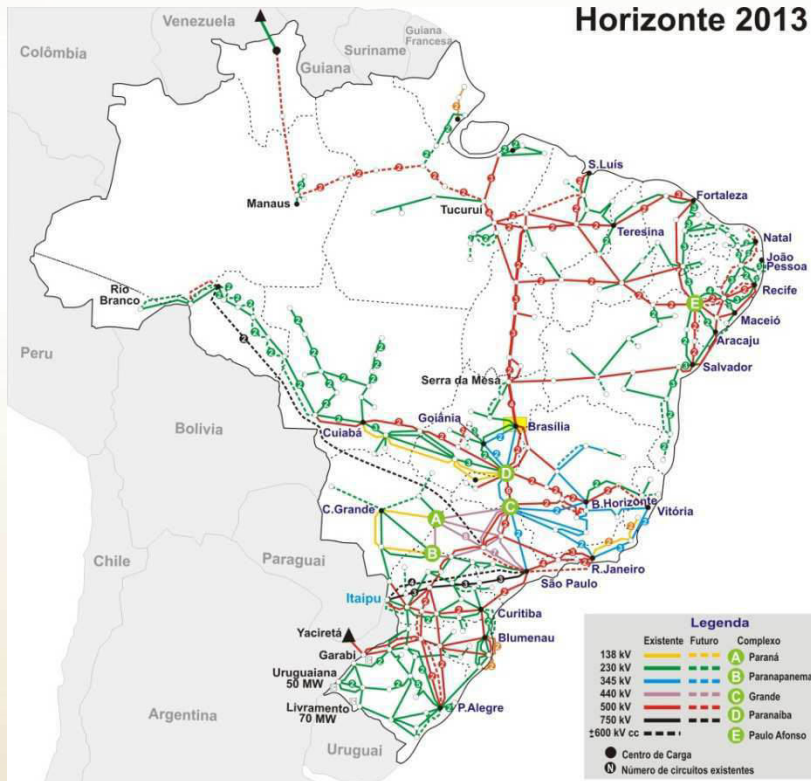 Horizonte 2013
Venezuela
Colômbia
Guiana
Suriname
Guiana
Francesa
Manaus
Tucuruí
S.Luís
Fortaleza
Teresina
Natal
João
Pessoa
Recife
Maceió
Aracaju
Salvador
Rio
Branco
Peru
Bolivia
Serra da Mesa
Cuiabá
Goiânia
Brasília
D
E
C.Grande
A
B
C
B.Horizonte
Vitória
R.Janeiro
São Paulo
Chile
Paraguai
Itaipu
Curitiba
Blumenau
Yaciretá
Garabi
Uruguaiana
50 MW
Livramento
70 MW
P.Alegre
Argentina
Uruguai
Legenda
Existente Futuro Complexo
138 kV A Paraná
230 kV B Paranapanema
345 kV C Grande
440 kV D Paranaíba
500 kV E Paulo Afonso
750 kV
±600 kV cc
Centro de Carga
N Número de circuitos existentes